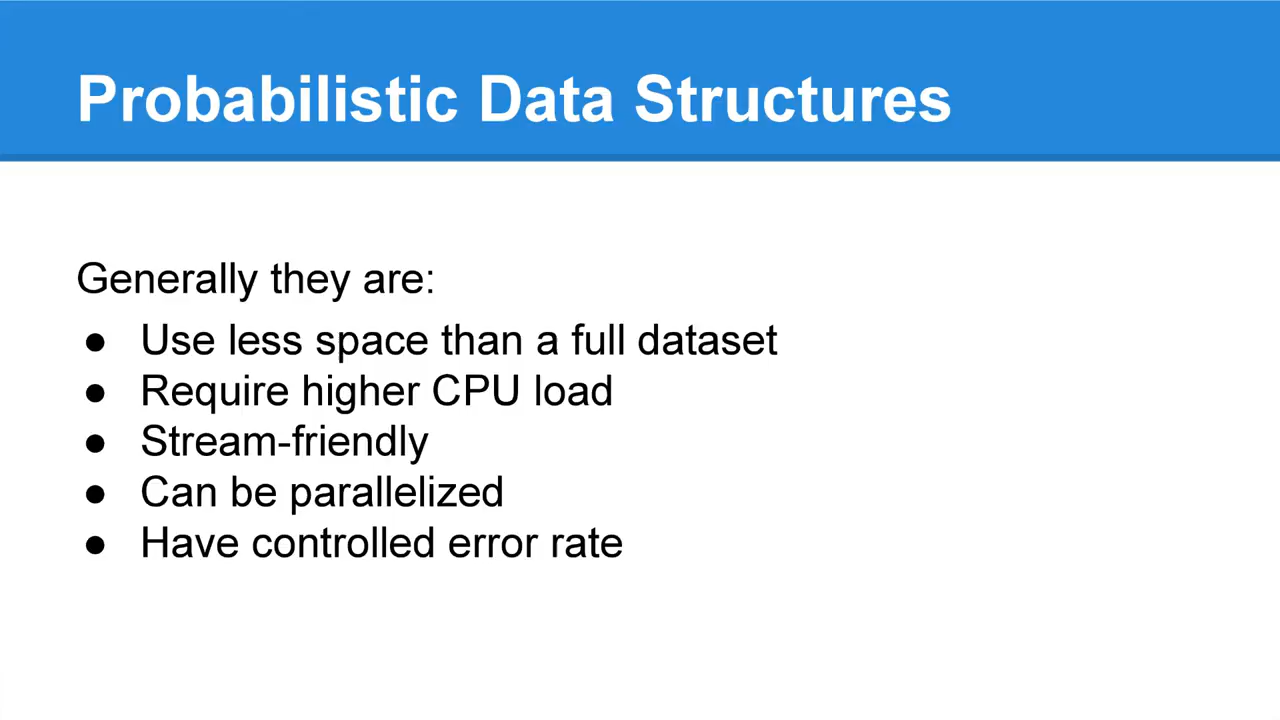 Probabilistic Data Structures
Generally they are:
● Use less space than a full dataset
● Require higher CPU load
● Stream-friendly
● Can be parallelized
● Have controlled error rate